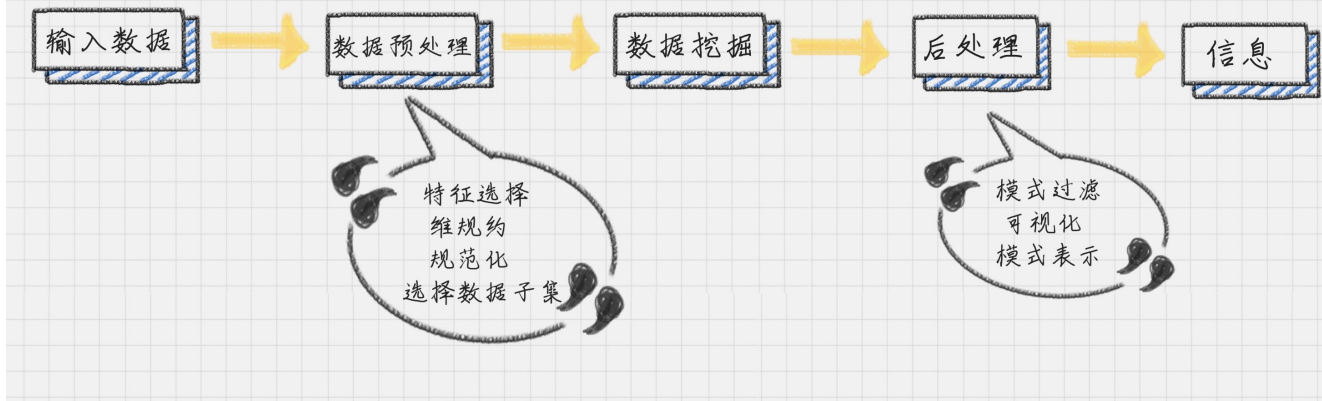 输入数据
数据预处理
数据挖掘
后处理
信息
特征选择
维规约
规范化
选择数据子集
模式过滤
可视化
模式表示